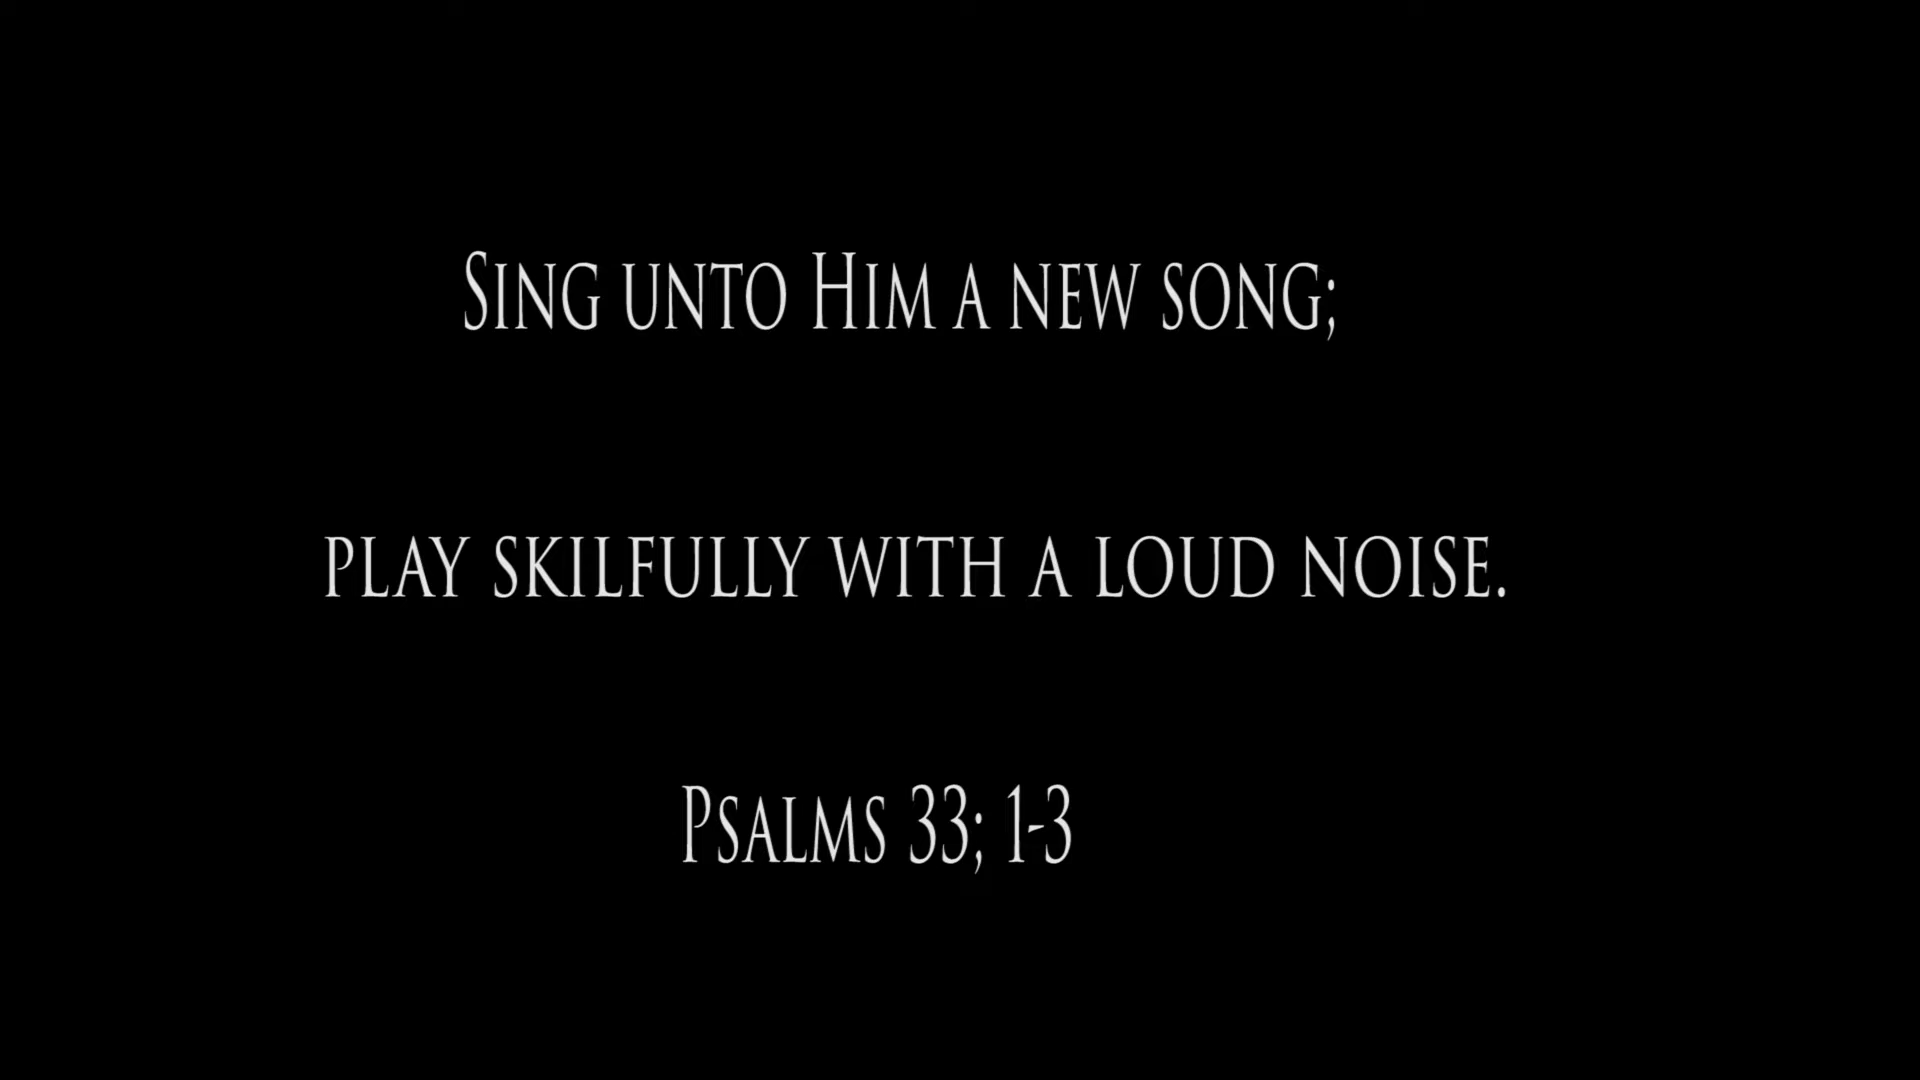 Sing unto Him a new song;
play skilfully with a loud noise.
Psalms 33; 1-3